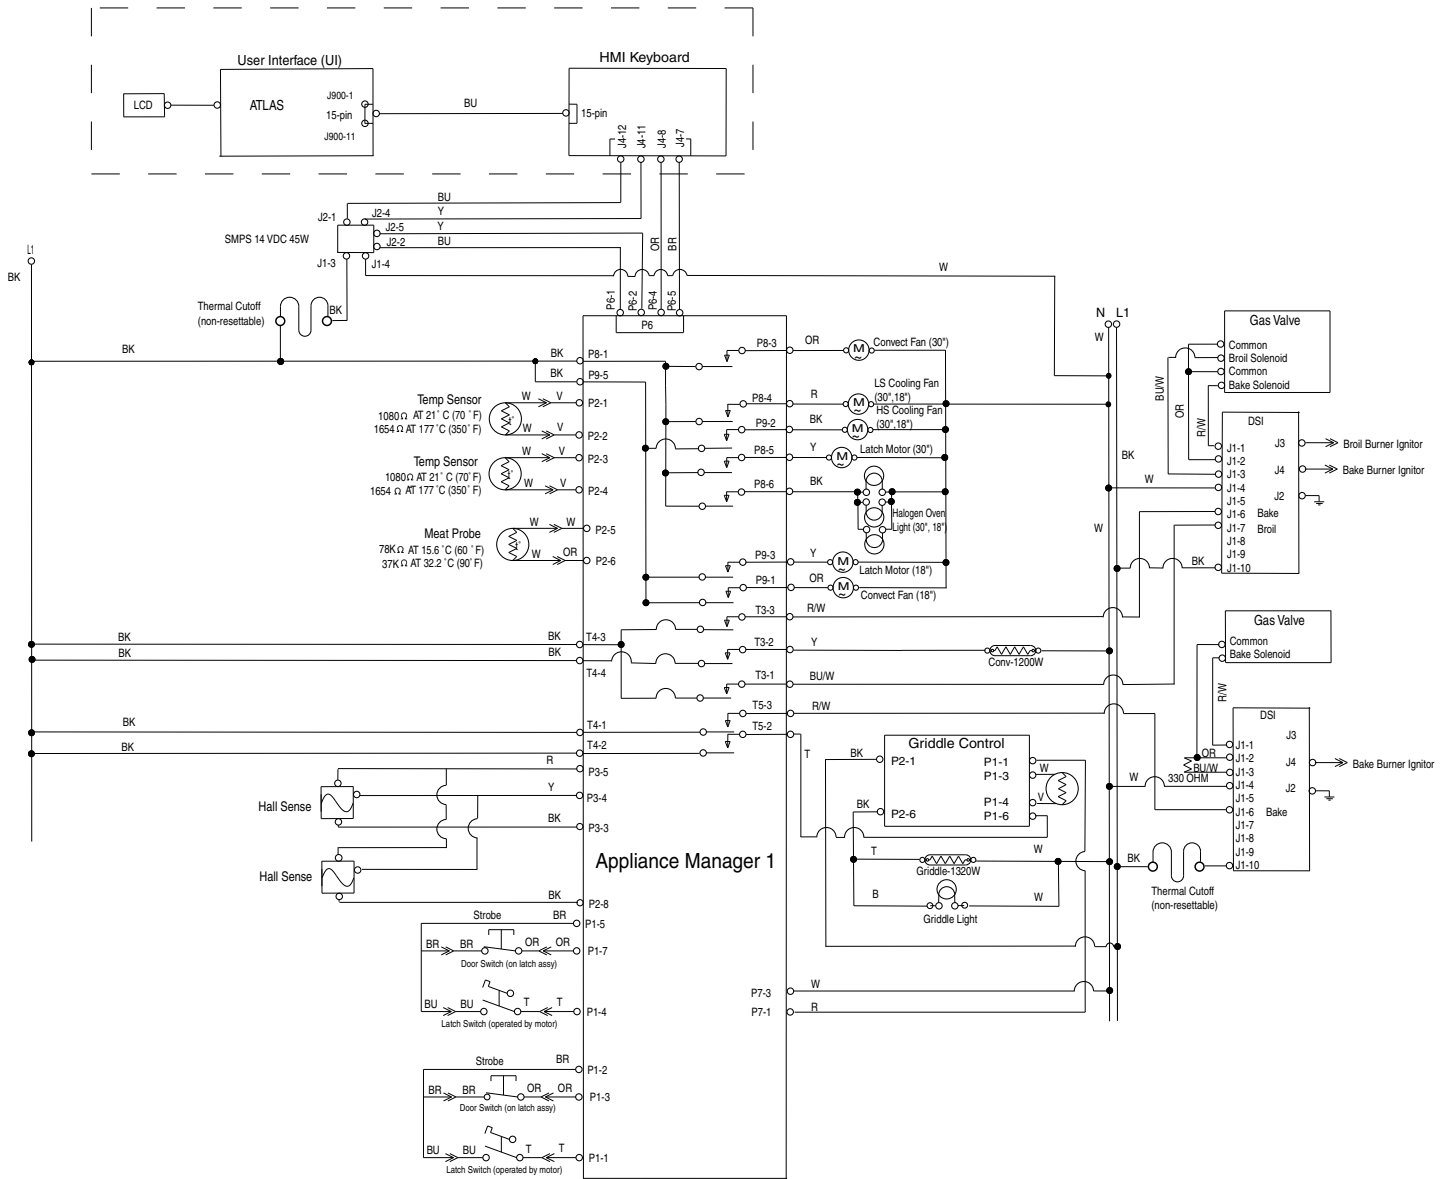 User Interface (UI)
HMI Keyboard
LCD
ATLAS
J900-1
15-pin
J900-11
BU
15-pin
J4-12
J4-11
J4-8
J4-7
BU
J2-1
J2-4
Y
J2-5
Y
SMPS 14 VDC 45W
J2-2
BU
OR
BR
L1
J1-3
J1-4
W
BK
Thermal Cutoff
(non-resettable)
BK
P6-1
P6-2
P6-4
P6-5
P6
N
L1
W
Gas Valve
Common
Broil Solenoid
Common
Bake Solenoid
BU/W
OR
R/W
BK
BK
P8-1
BK
P9-5
P8-3
OR
M
~
Convect Fan (30")
P8-4
R
M
~
LS Cooling Fan
(30",18")
P9-2
BK
M
~
HS Cooling Fan
(30",18")
P8-5
Y
M
Latch Motor (30")
P8-6
BK
Halogen Oven
Light (30", 18")
P9-3
Y
M
~
Latch Motor (18")
P9-1
OR
M
~
Convect Fan (18")
Temp Sensor
1080Ω AT 21°C (70 °F)
1654 Ω AT 177 °C (350°F)
W
V
P2-1
W
V
P2-2
Temp Sensor
1080Ω AT 21°C (70°F)
1654 Ω AT 177 °C (350°F)
W
V
P2-3
W
V
P2-4
Meat Probe
78KΩ AT 15.6 °C (60 °F)
37KΩ AT 32.2 °C (90°F)
W
W
P2-5
W
OR
P2-6
DSI
J1-1
J1-2
J1-3
J1-4
J1-5
J1-6
Bake
J1-7
Broil
J1-8
J1-9
J1-10
J3
J4
J2
Broil Burner Ignitor
Bake Burner Ignitor
BK
W
W
BK
T3-3
R/W
T3-2
Y
Conv-1200W
T3-1
BU/W
T5-3
R/W
T5-2
T
BK
BK
T4-3
BK
T4-4
BK
BK
T4-1
BK
T4-2
Gas Valve
Common
Bake Solenoid
R/W
DSI
J1-1
J1-2
J1-3
J1-4
J1-5
J1-6
Bake
J1-7
J1-8
J1-9
J1-10
J3
J4
J2
Bake Burner Ignitor
OR
BU/W
330 OHM
W
BK
Thermal Cutoff
(non-resettable)
Griddle Control
BK
P2-1
P1-1
P1-3
W
P1-4
V
BK
P2-6
P1-6
T
W
Griddle-1320W
B
W
Griddle Light
R
P3-5
Hall Sense
Y
P3-4
BK
P3-3
Hall Sense
BK
P2-8
Appliance Manager 1
Strobe
BR
P1-5
BR
BR
OR
OR
P1-7
Door Switch (on latch assy)
BU
BU
T
T
P1-4
Latch Switch (operated by motor)
P7-3
W
P7-1
R
Strobe
BR
P1-2
BR
BR
OR
OR
P1-3
Door Switch (on latch assy)
BU
BU
T
T
P1-1
Latch Switch (operated by motor)